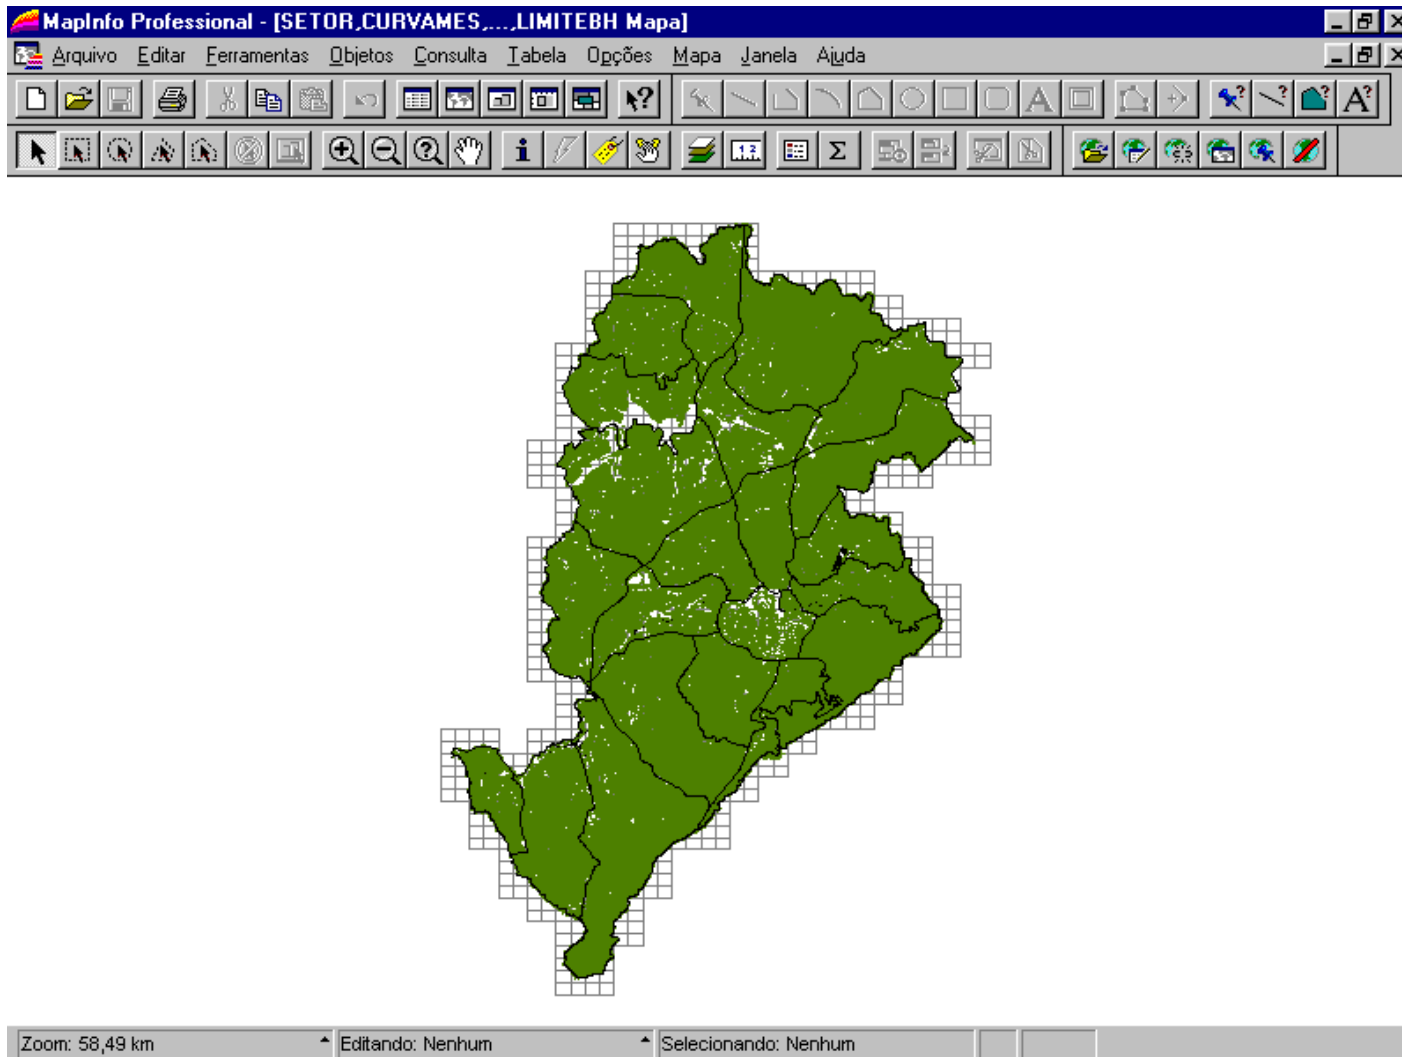 MapInfo Professional - [SETOR,CURVAMES,...,LIMITEBH Mapa]
Arquivo Editar Ferramentas Objetos Consulta Tabela Opções Mapa Janela Ajuda
Zoom: 58,49 km Editando: Nenhum Selecionando: Nenhum